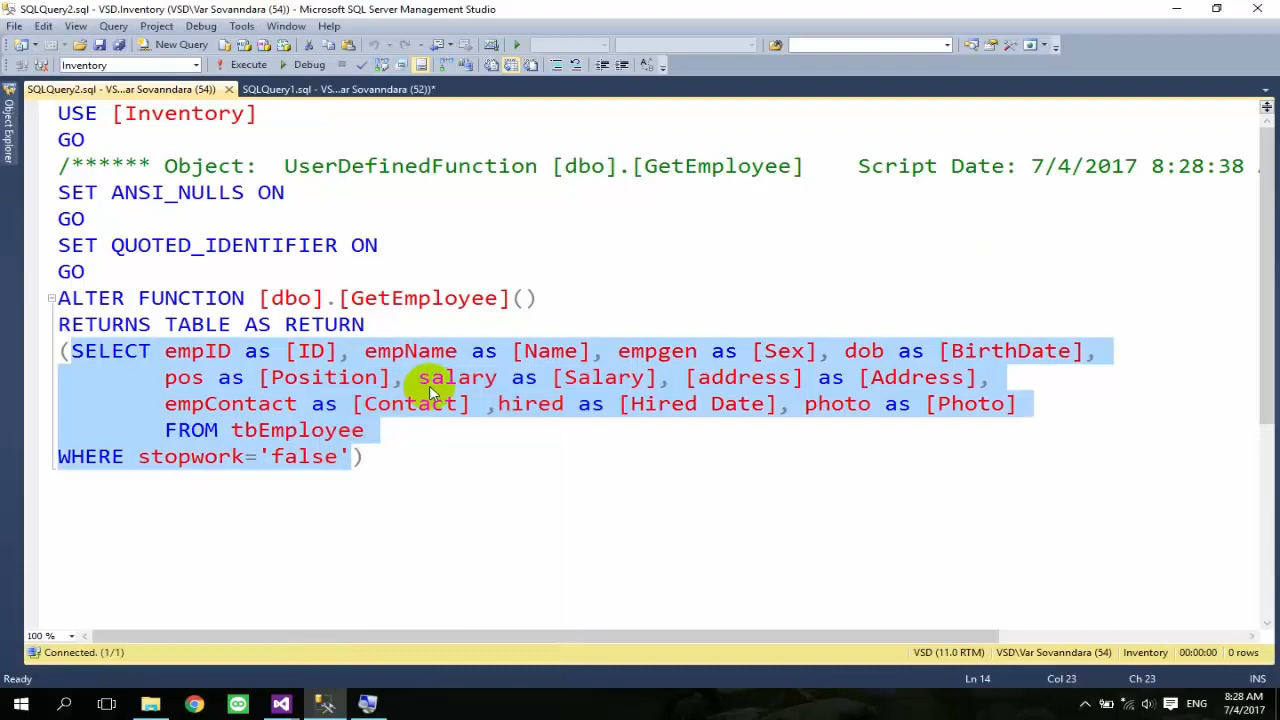 SQLQuery2.sql - VSD.Inventory (VSD\Var Sovanndara (54)) - Microsoft SQL Server Management Studio
File Edit View Query Project Debug Tools Window Help
New Query
Inventory Execute Debug
SQLQuery2.sql - VS...ar Sovanndara (54)) SQLQuery1.sql - VS...ar Sovanndara (52))*
Object Explorer
USE [Inventory]
GO
/****** Object:  UserDefinedFunction [dbo].[GetEmployee]    Script Date: 7/4/2017 8:28:38
SET ANSI_NULLS ON
GO
SET QUOTED_IDENTIFIER ON
GO
ALTER FUNCTION [dbo].[GetEmployee]()
RETURNS TABLE AS RETURN
(SELECT empID as [ID], empName as [Name], empgen as [Sex], dob as [BirthDate],
pos as [Position], salary as [Salary], [address] as [Address],
empContact as [Contact] ,hired as [Hired Date], photo as [Photo]
FROM tbEmployee
WHERE stopwork='false')
100 %
Connected. (1/1) VSD (11.0 RTM) VSD\Var Sovanndara (54) Inventory 00:00:00 0 rows
Ready Ln 14 Col 23 Ch 23 INS
ENG 8:28 AM
7/4/2017